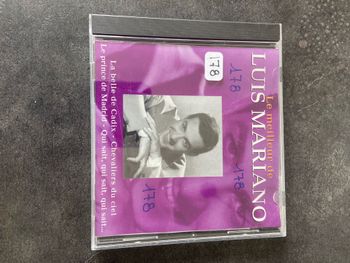 Le meilleur de
LUIS MARIANO
178
178
178
178
178
La belle de Cadix - Chevaliers du ciel
Le prince de Madrid - Qui sait, qui sait, qui sait...